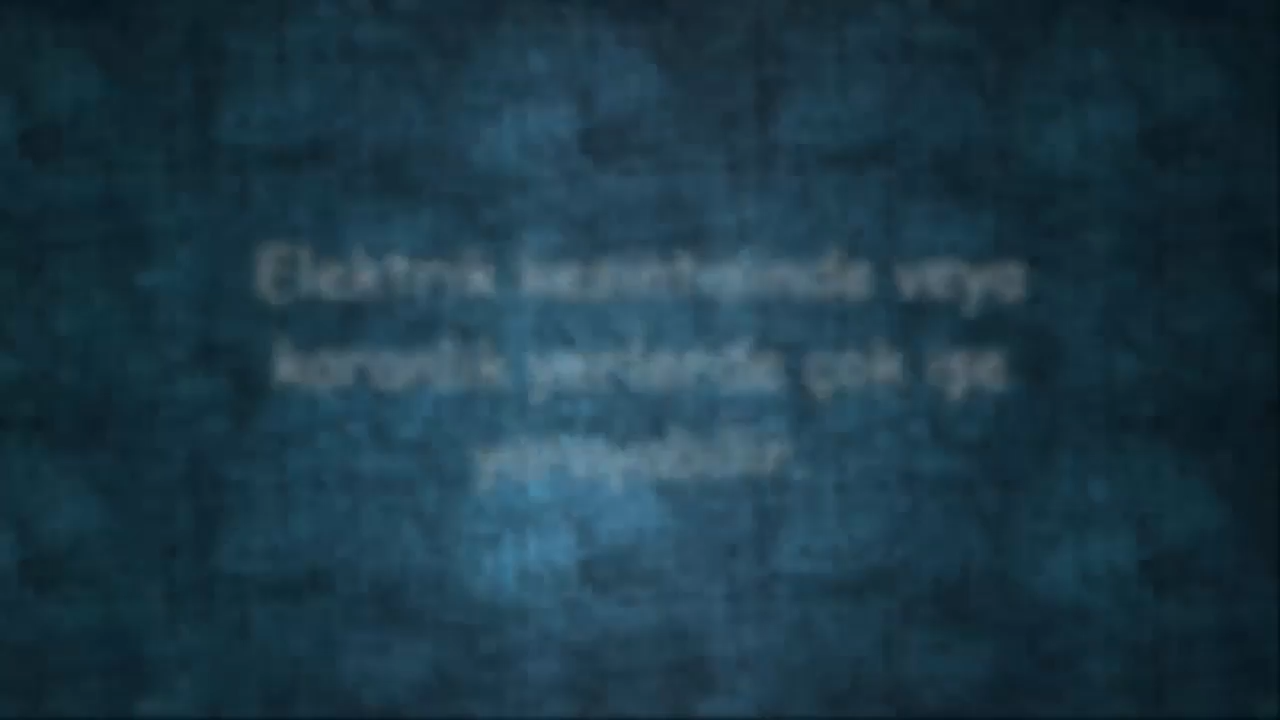 Elektrik kesintisinde veya
karanlık yerlerde çok işe
yarayabilir.